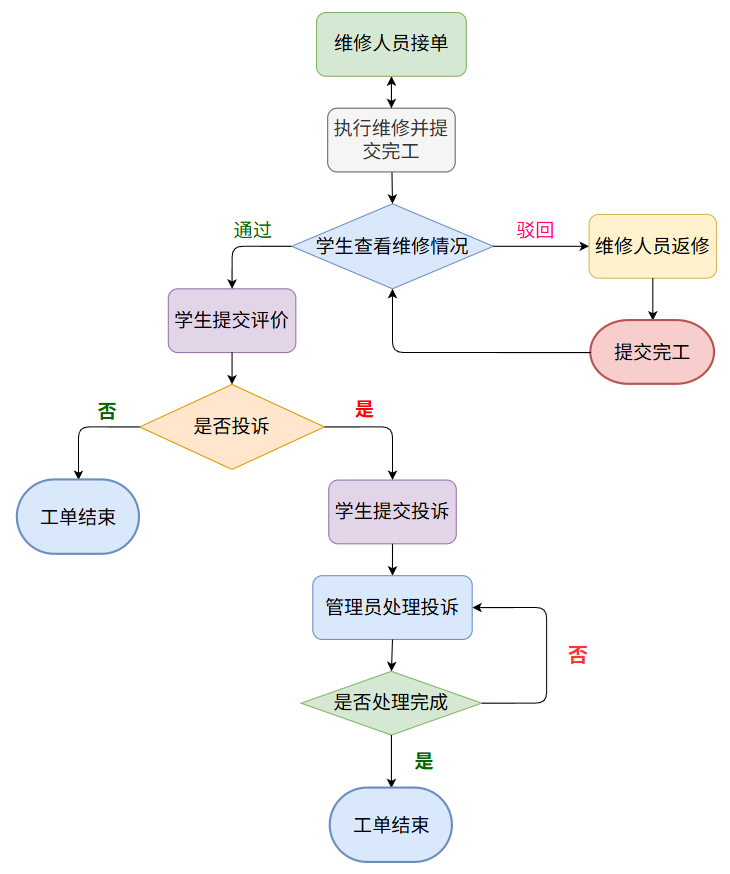 维修人员接单
执行维修并提
交完工
通过
学生查看维修情况
驳回
维修人员返修
学生提交评价
提交完工
否
是否投诉
是
工单结束
学生提交投诉
管理员处理投诉
否
是否处理完成
是
工单结束